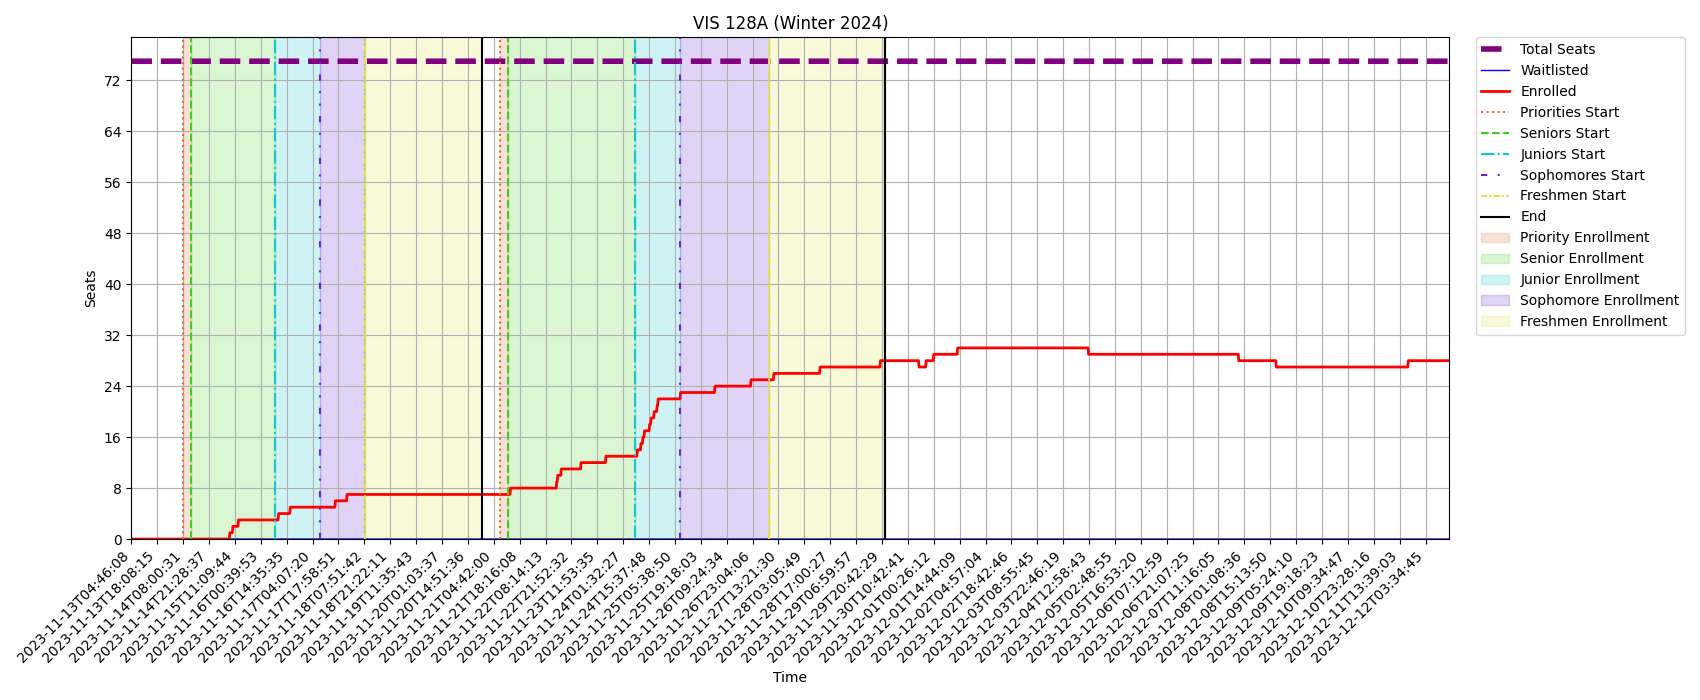 VIS 128A (Winter 2024)
Seats
72
64
56
48
40
32
24
16
8
0
2023-11-13T04:46:08
2023-11-13T18:08:15
2023-11-14T08:00:31
2023-11-14T21:28:37
2023-11-15T11:09:44
2023-11-16T00:39:53
2023-11-16T14:35:35
2023-11-17T04:07:20
2023-11-17T17:58:51
2023-11-18T07:51:42
2023-11-18T21:22:11
2023-11-19T11:35:43
2023-11-20T01:03:37
2023-11-20T14:51:36
2023-11-21T04:42:00
2023-11-21T18:16:08
2023-11-22T08:14:13
2023-11-22T21:52:32
2023-11-23T11:53:35
2023-11-24T01:32:27
2023-11-24T15:37:48
2023-11-25T05:38:50
2023-11-25T19:18:03
2023-11-26T09:24:34
2023-11-26T23:04:06
2023-11-27T13:21:30
2023-11-28T03:05:49
2023-11-28T17:00:27
2023-11-29T06:59:57
2023-11-29T20:42:29
2023-11-30T10:42:41
2023-12-01T00:26:12
2023-12-01T14:44:09
2023-12-02T04:57:04
2023-12-02T18:42:46
2023-12-03T08:55:45
2023-12-03T22:46:19
2023-12-04T12:58:43
2023-12-05T02:48:55
2023-12-05T16:53:20
2023-12-06T07:12:59
2023-12-06T21:07:25
2023-12-07T11:16:05
2023-12-08T01:08:36
2023-12-08T15:13:50
2023-12-09T05:24:10
2023-12-09T19:18:23
2023-12-10T09:34:47
2023-12-10T23:28:16
2023-12-11T13:39:03
2023-12-12T03:34:45
Time
Total Seats
Waitlisted
Enrolled
Priorities Start
Seniors Start
Juniors Start
Sophomores Start
Freshmen Start
End
Priority Enrollment
Senior Enrollment
Junior Enrollment
Sophomore Enrollment
Freshmen Enrollment